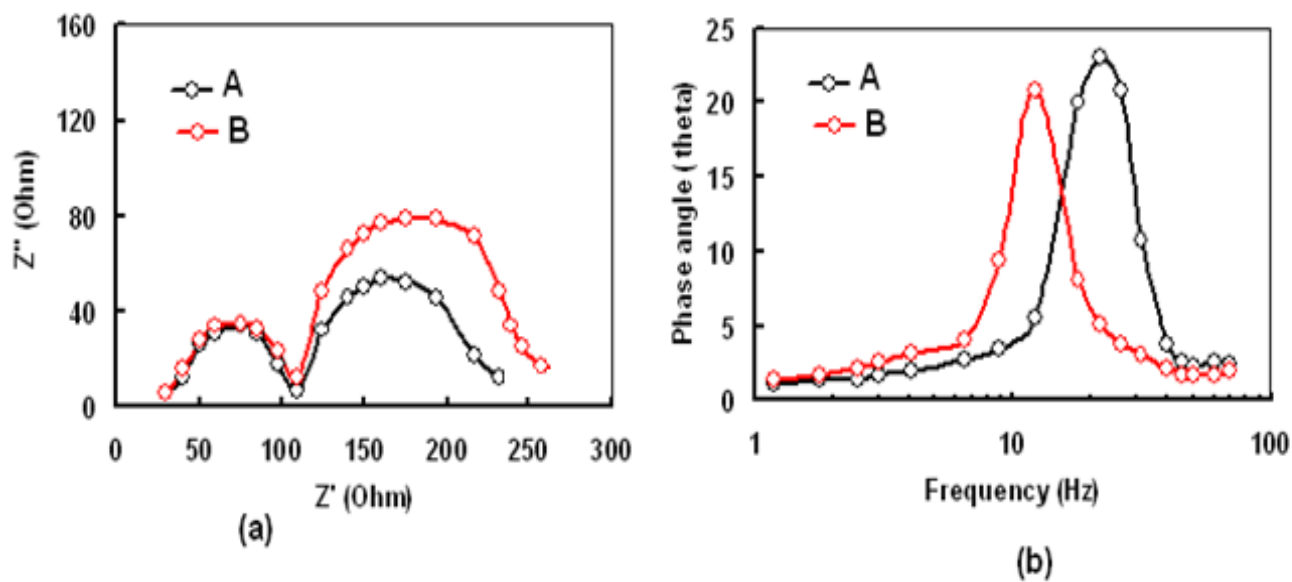 160
120
80
40
0
Z'' (Ohm)
A
B
0 50 100 150 200 250 300
Z' (Ohm)
(a)
25
20
15
10
5
0
Phase angle ( theta)
A
B
1 10 100
Frequency (Hz)
(b)